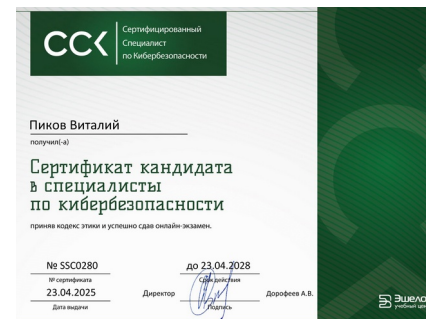 ССК
Сертифицированный
Специалист
по Кибербезопасности
Пиков Виталий
получил(-а)
Сертификат кандидата
в специалисты
по кибербезопасности
приняв кодекс этики и успешно сдав онлайн-экзамен.
№ SSC0280
до 23.04.2028
№ сертификата
Срок действия
23.04.2025
Директор
Дорофеев А.В.
Дата выдачи
Подпись
Эшело
учебный цен